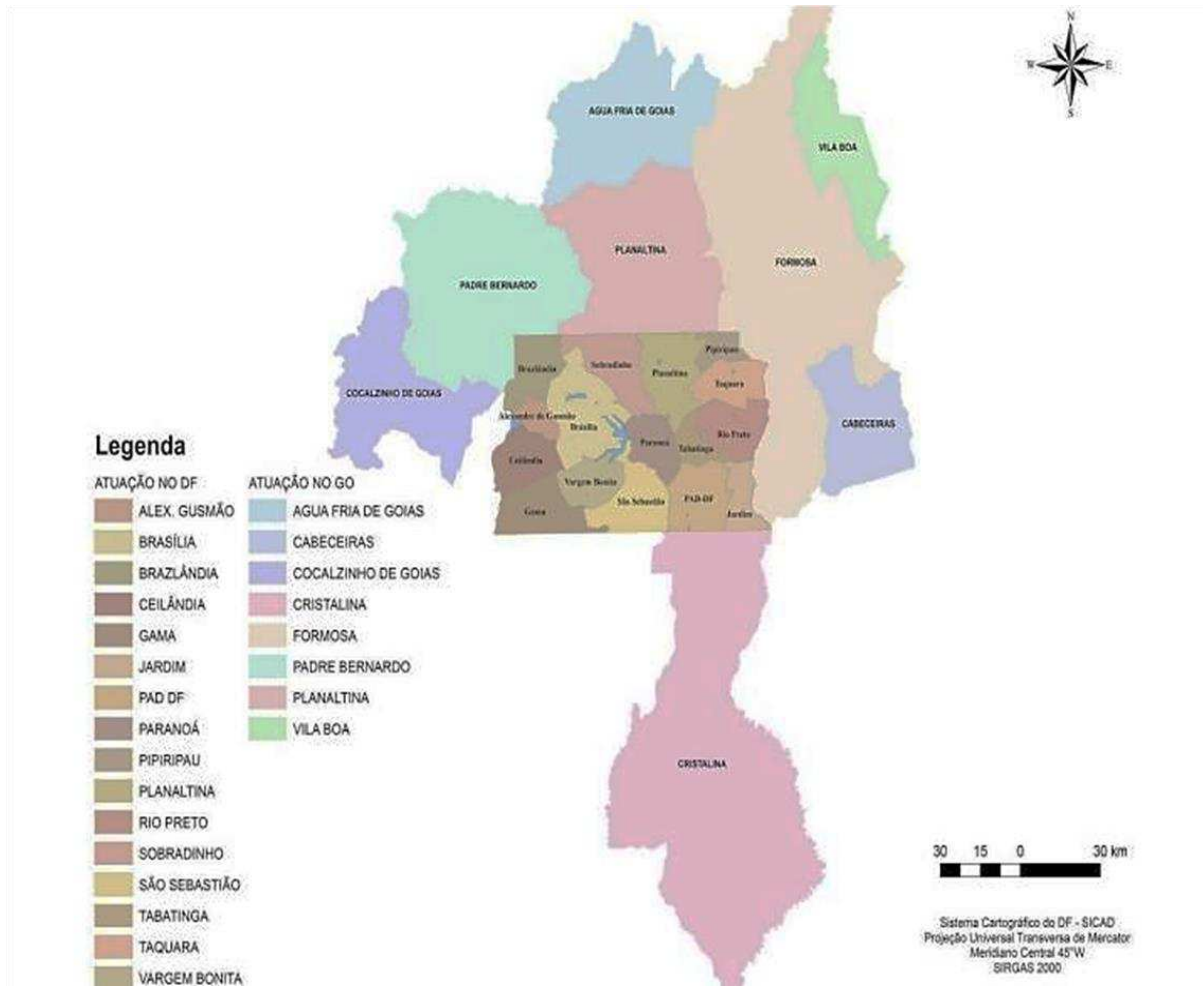 N
W E
S
AGUA FRIA DE GOIAS
VILA BOA
PLANALTINA
FORMOSA
PADRE BERNARDO
Pipiripau
Sobradinho
Brazlândia
Planaltina
Taquara
COCALZINHO DE GOIAS
Alexandre de Gusmão
CABECEIRAS
Brasília
Rio Preto
Paranoá
Tabatinga
Ceilândia
Vargem Bonita
São Sebastião
PAD-DF
Gama
Jardim
CRISTALINA
Legenda
ATUAÇÃO NO DF
ALEX. GUSMÃO
BRASÍLIA
BRAZLÂNDIA
CEILÂNDIA
GAMA
JARDIM
PAD DF
PARANOÁ
PIPIRIPAU
PLANALTINA
RIO PRETO
SOBRADINHO
SÃO SEBASTIÃO
TABATINGA
TAQUARA
VARGEM BONITA
ATUAÇÃO NO GO
AGUA FRIA DE GOIAS
CABECEIRAS
COCALZINHO DE GOIAS
CRISTALINA
FORMOSA
PADRE BERNARDO
PLANALTINA
VILA BOA
30 15 0 30 km
Sistema Cartográfico do DF - SICAD
Projeção Universal Transversa de Mercator
Meridiano Central 45°W
SIRGAS 2000